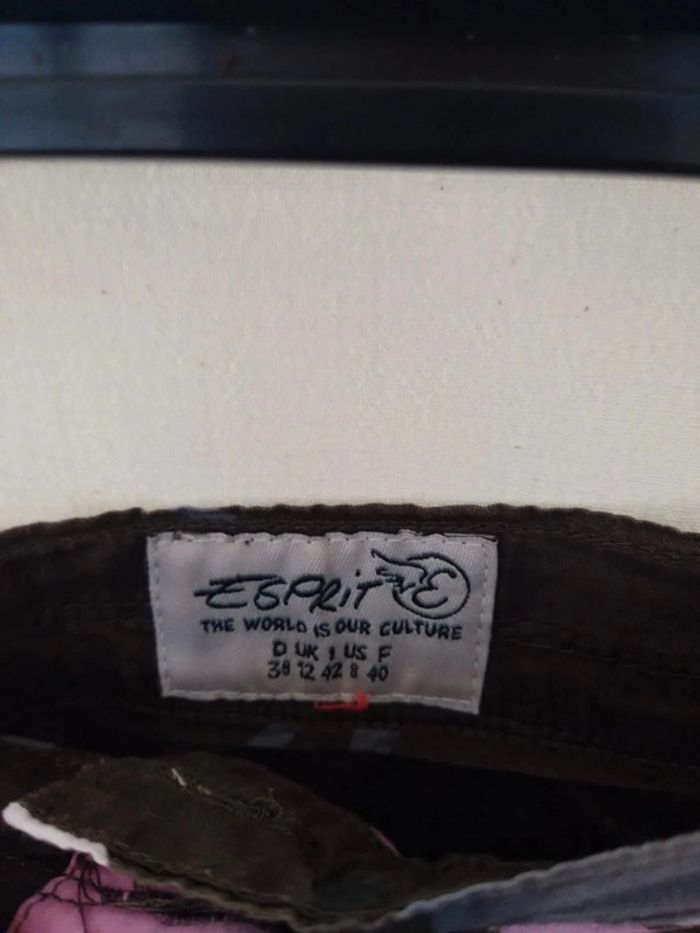 ESPRIT E
THE WORLD IS OUR CULTURE
D UK I US F
38 12 42 8 40